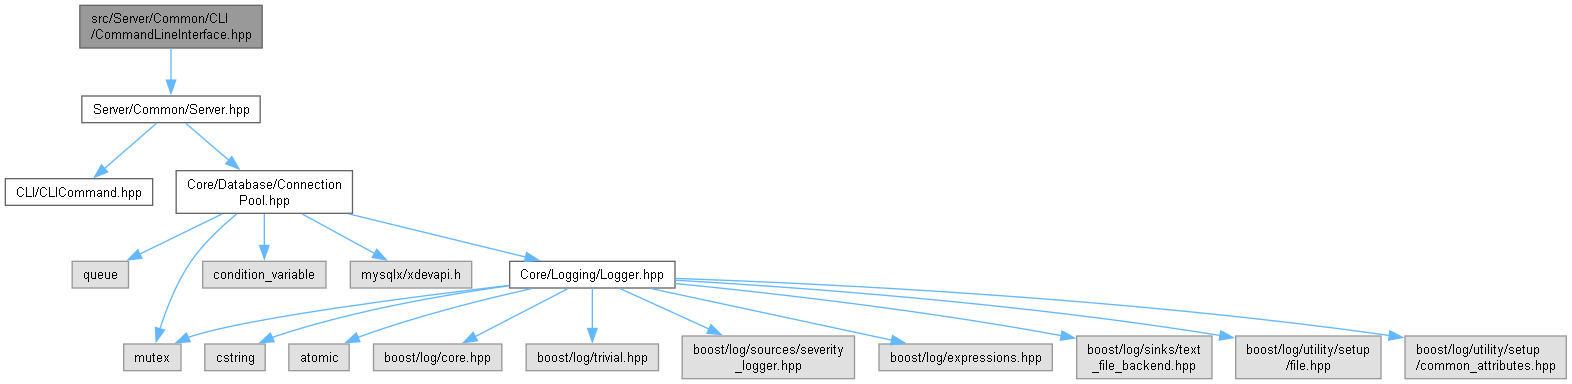 src/Server/Common/CLI
/CommandLineInterface.hpp
Server/Common/Server.hpp
CLI/CLICommand.hpp
Core/Database/Connection
Pool.hpp
queue
condition_variable
mysqlx/xdevapi.h
Core/Logging/Logger.hpp
mutex
cstring
atomic
boost/log/core.hpp
boost/log/trivial.hpp
boost/log/sources/severity
_logger.hpp
boost/log/expressions.hpp
boost/log/sinks/text
_file_backend.hpp
boost/log/utility/setup
/file.hpp
boost/log/utility/setup
/common_attributes.hpp